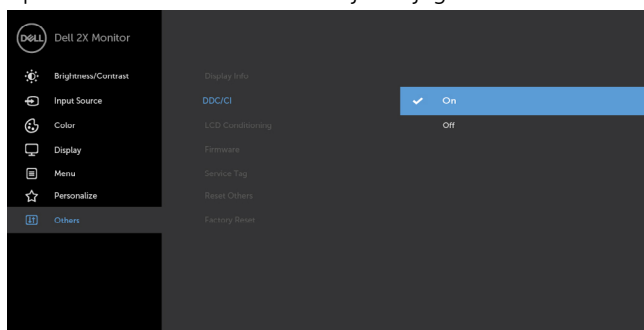 DELL Dell 2X Monitor
Brightness/Contrast
Input Source
Color
Display
Menu
Personalize
Others
Display Info
DDC/CI
LCD Conditioning
Firmware
Service Tag
Reset Others
Factory Reset
On
Off